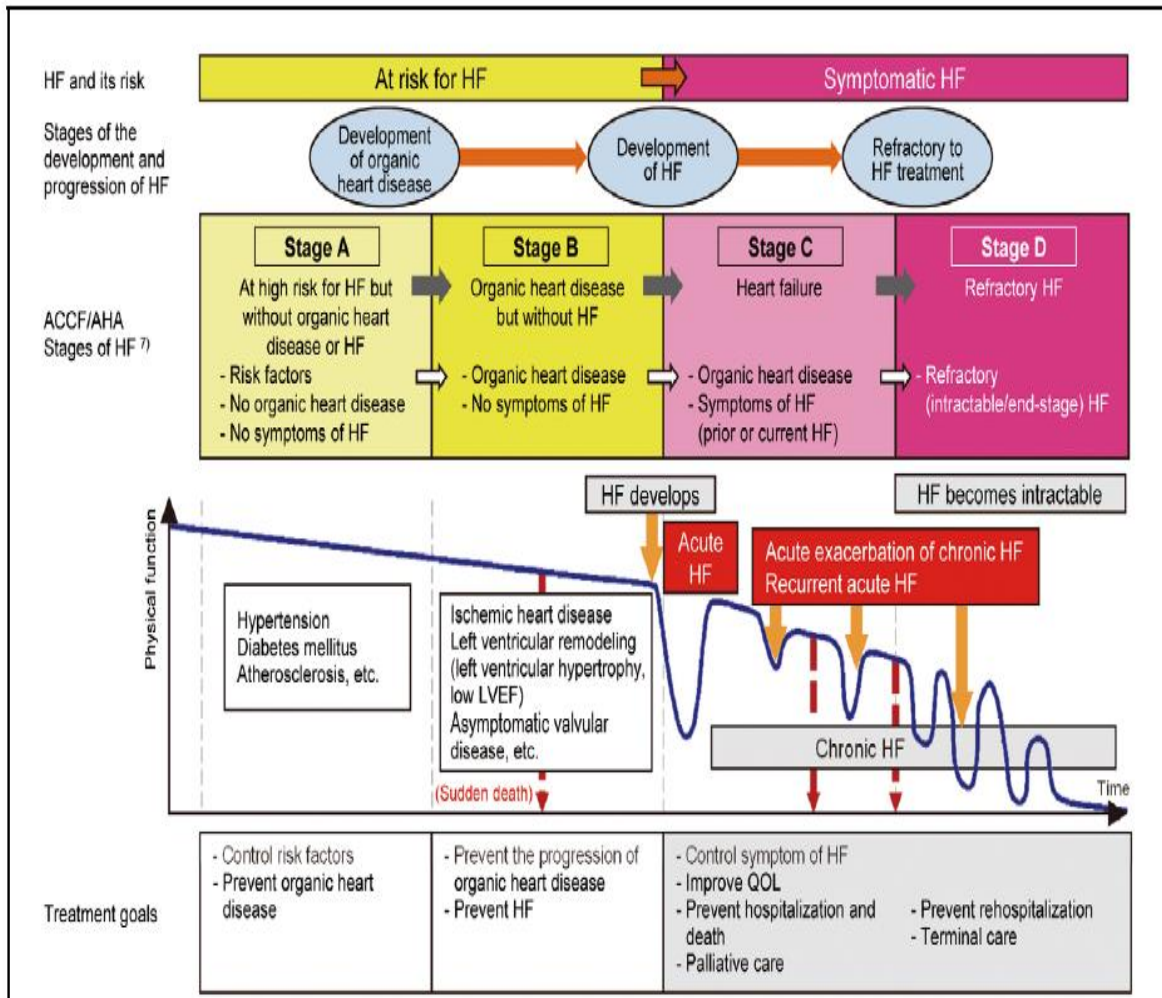 HF and its risk
At risk for HF
Symptomatic HF
Stages of the
development and
progression of HF
Development
of organic
heart disease
Development
of HF
Refractory to
HF treatment
ACCF/AHA
Stages of HF 7)
Stage A
At high risk for HF but
without organic heart
disease or HF
- Risk factors
- No organic heart disease
- No symptoms of HF
Stage B
Organic heart disease
but without HF
- Organic heart disease
- No symptoms of HF
Stage C
Heart failure
- Organic heart disease
- Symptoms of HF
(prior or current HF)
Stage D
Refractory HF
- Refractory
(intractable/end-stage) HF
Physical function
HF develops
HF becomes intractable
Acute
HF
Acute exacerbation of chronic HF
Recurrent acute HF
Hypertension
Diabetes mellitus
Atherosclerosis, etc.
Ischemic heart disease
Left ventricular remodeling
(left ventricular hypertrophy,
low LVEF)
Asymptomatic valvular
disease, etc.
(Sudden death)
Chronic HF
Time
Treatment goals
- Control risk factors
- Prevent organic heart
disease
- Prevent the progression of
organic heart disease
- Prevent HF
- Control symptom of HF
- Improve QOL
- Prevent hospitalization and
death
- Palliative care
- Prevent rehospitalization
- Terminal care